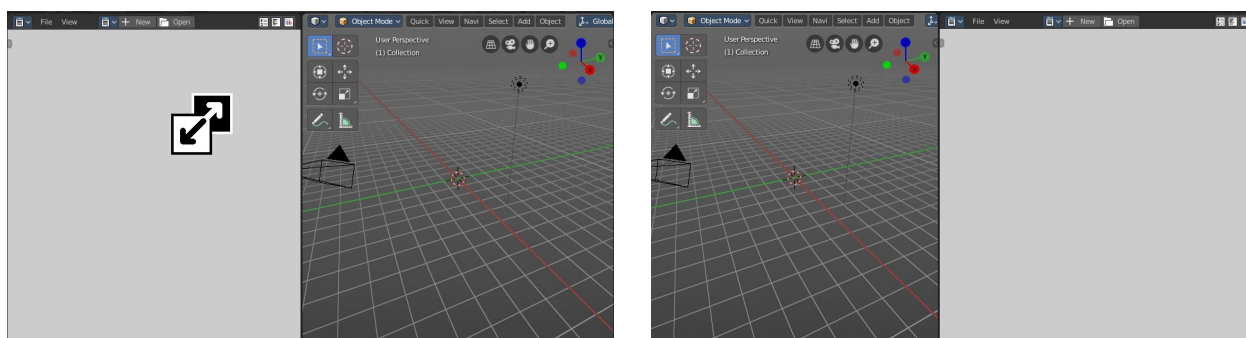 File View New Open
Object Mode Quick View Navi Select Add Object Global
User Perspective
(1) Collection
Y
X
Object Mode Quick View Navi Select Add Object
File View New Open
User Perspective
(1) Collection
Y
X